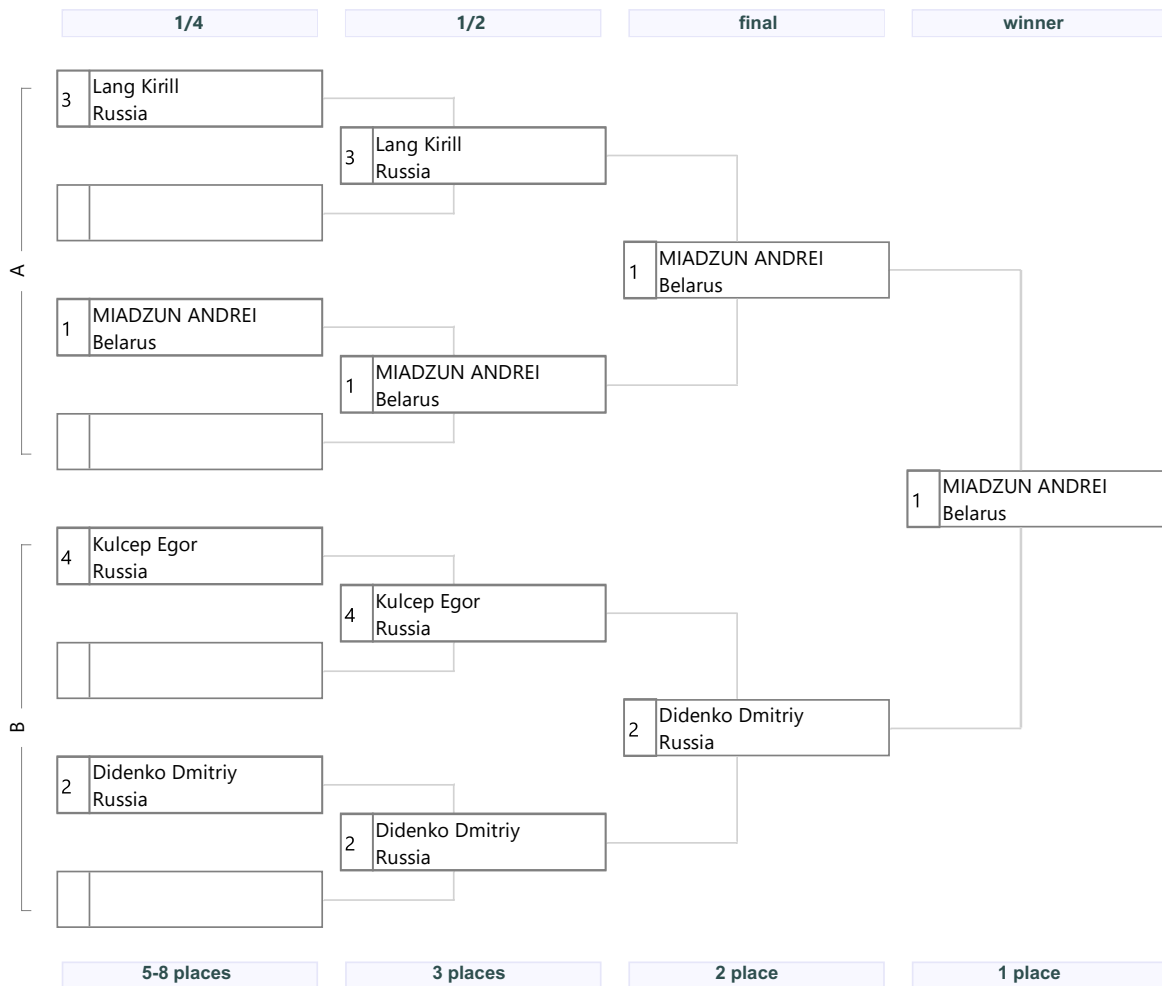 1/4
1/2
final
winner
A
3
Lang Kirill
Russia
3
Lang Kirill
Russia
1
MIADZUN ANDREI
Belarus
1
MIADZUN ANDREI
Belarus
1
MIADZUN ANDREI
Belarus
1
MIADZUN ANDREI
Belarus
B
4
Kulcep Egor
Russia
4
Kulcep Egor
Russia
2
Didenko Dmitriy
Russia
2
Didenko Dmitriy
Russia
2
Didenko Dmitriy
Russia
5-8 places
3 places
2 place
1 place